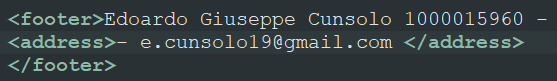 <footer>Edoardo Giuseppe Cunsolo 1000015960 -
<address>- e.cunsolo19@gmail.com </address>
</footer>